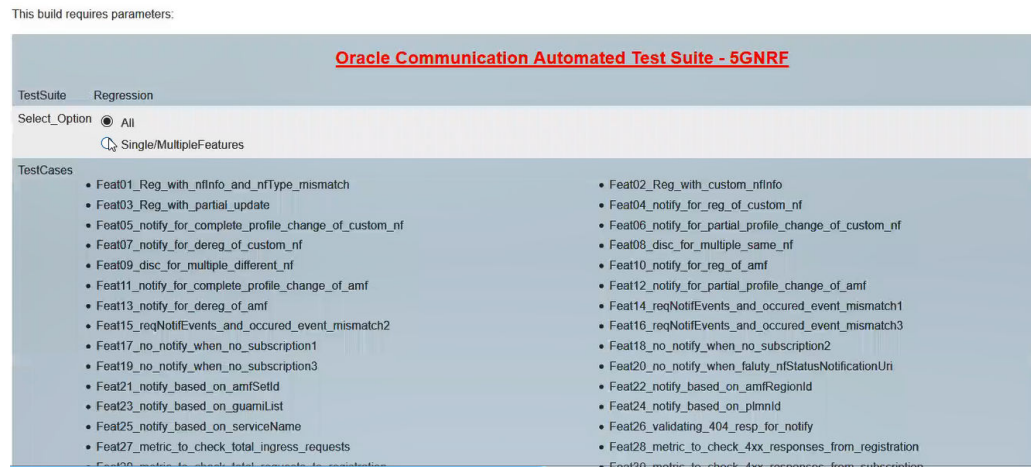 This build requires parameters:
Oracle Communication Automated Test Suite - 5GNRF
TestSuite Regression
Select_Option All
Single/MultipleFeatures
TestCases
Feat01_Reg_with_nfInfo_and_nfType_mismatch
Feat02_Reg_with_custom_nfInfo
Feat03_Reg_with_partial_update
Feat04_notify_for_reg_of_custom_nf
Feat05_notify_for_complete_profile_change_of_custom_nf
Feat06_notify_for_partial_profile_change_of_custom_nf
Feat07_notify_for_dereg_of_custom_nf
Feat08_disc_for_multiple_same_nf
Feat09_disc_for_multiple_different_nf
Feat10_notify_for_reg_of_amf
Feat11_notify_for_complete_profile_change_of_amf
Feat12_notify_for_partial_profile_change_of_amf
Feat13_notify_for_dereg_of_amf
Feat14_reqNotifEvents_and_occured_event_mismatch1
Feat15_reqNotifEvents_and_occured_event_mismatch2
Feat16_reqNotifEvents_and_occured_event_mismatch3
Feat17_no_notify_when_no_subscription1
Feat18_no_notify_when_no_subscription2
Feat19_no_notify_when_no_subscription3
Feat20_no_notify_when_faluty_nfStatusNotificationUri
Feat21_notify_based_on_amfSetId
Feat22_notify_based_on_amfRegionId
Feat23_notify_based_on_guamiList
Feat24_notify_based_on_plmnId
Feat25_notify_based_on_serviceName
Feat26_validating_404_resp_for_notify
Feat27_metric_to_check_total_ingress_requests
Feat28_metric_to_check_4xx_responses_from_registration
Feat29_metric_to_check_total_requests_to_registration
Feat30_metric_to_check_4xx_responses_from_subscription